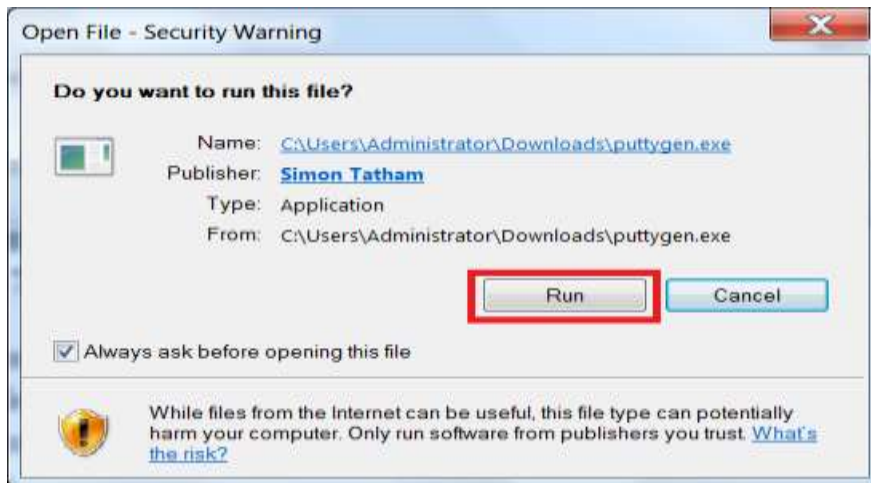 Open File - Security Warning
Do you want to run this file?
Name: C:\Users\Administrator\Downloads\puttygen.exe
Publisher: Simon Tatham
Type: Application
From: C:\Users\Administrator\Downloads\puttygen.exe
Run Cancel
Always ask before opening this file
While files from the Internet can be useful, this file type can potentially
harm your computer. Only run software from publishers you trust. What's
the risk?